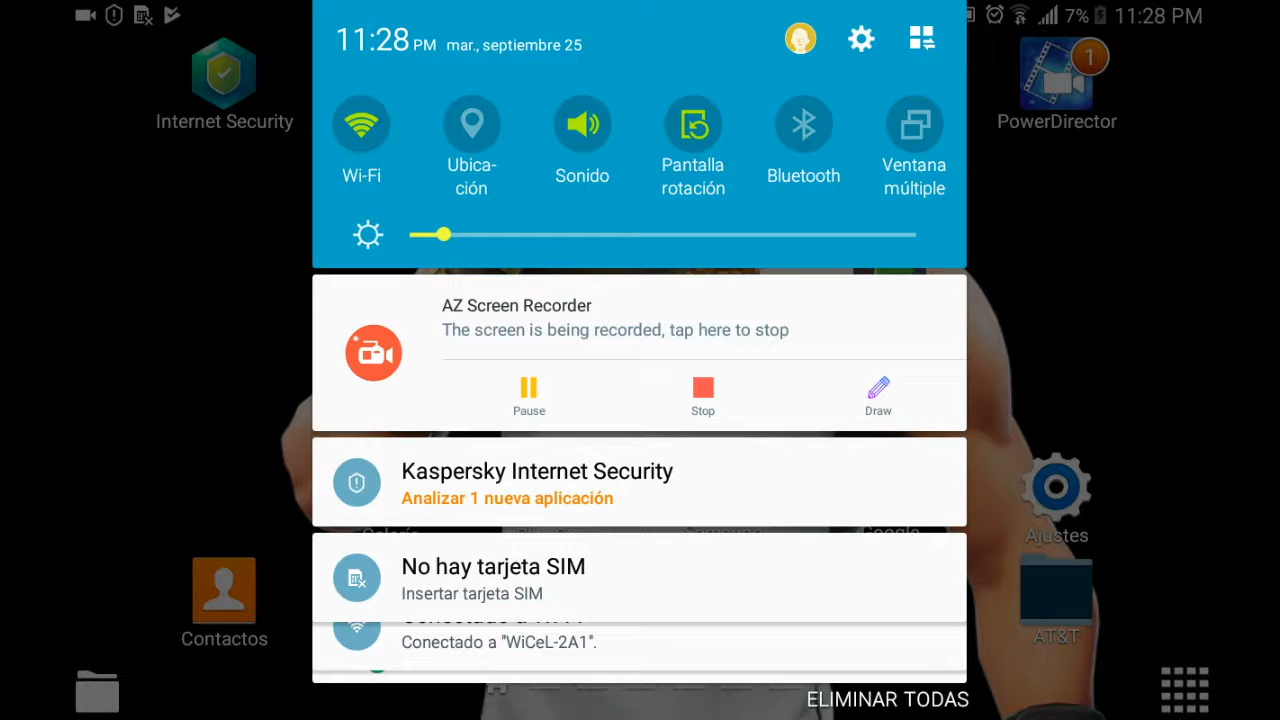 7% 11:28 PM
11:28 PM mar., septiembre 25
Internet Security
PowerDirector
1
Wi-Fi
Ubica-
ción
Sonido
Pantalla
rotación
Bluetooth
Ventana
múltiple
AZ Screen Recorder
The screen is being recorded, tap here to stop
Pause
Stop
Draw
Kaspersky Internet Security
Analizar 1 nueva aplicación
Galería
Google
Ajustes
No hay tarjeta SIM
Insertar tarjeta SIM
Conectado a "WiCeL-2A1".
Contactos
AT&T
ELIMINAR TODAS